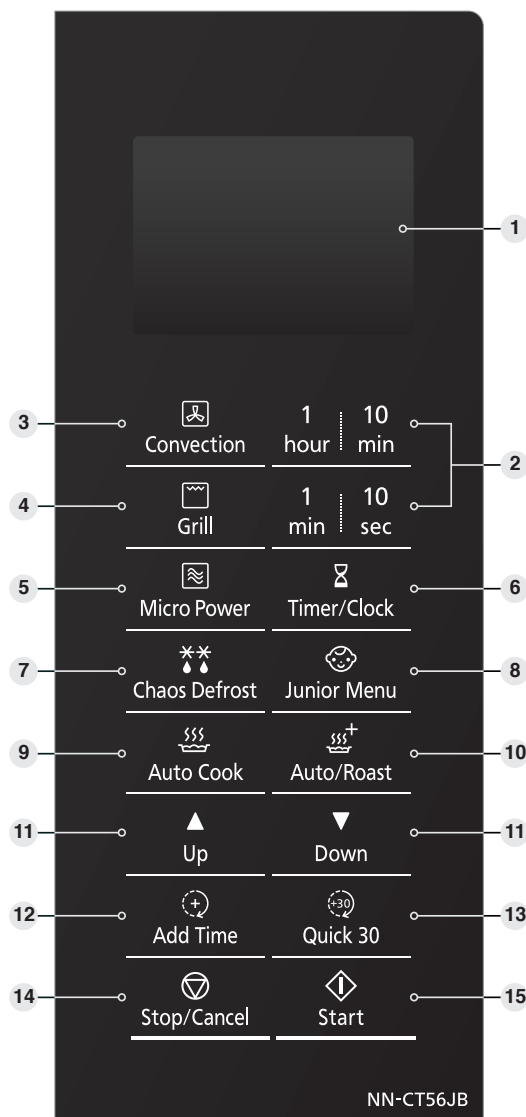 1
3
Convection
1 hour
10 min
2
4
Grill
1 min
10 sec
5
Micro Power
Timer/Clock
6
7
Chaos Defrost
Junior Menu
8
9
Auto Cook
Auto/Roast
10
11
Up
Down
11
12
Add Time
+30
Quick 30
13
14
Stop/Cancel
Start
15
NN-CT56JB